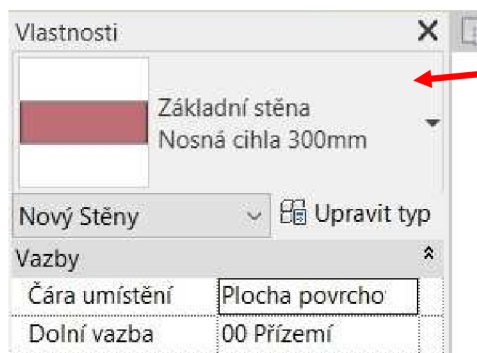 Vlastnosti
Základní stěna
Nosná cihla 300mm
Nový Stěny
Upravit typ
Vazby
Čára umístění
Plocha povrcho
Dolní vazba
00 Přízemí